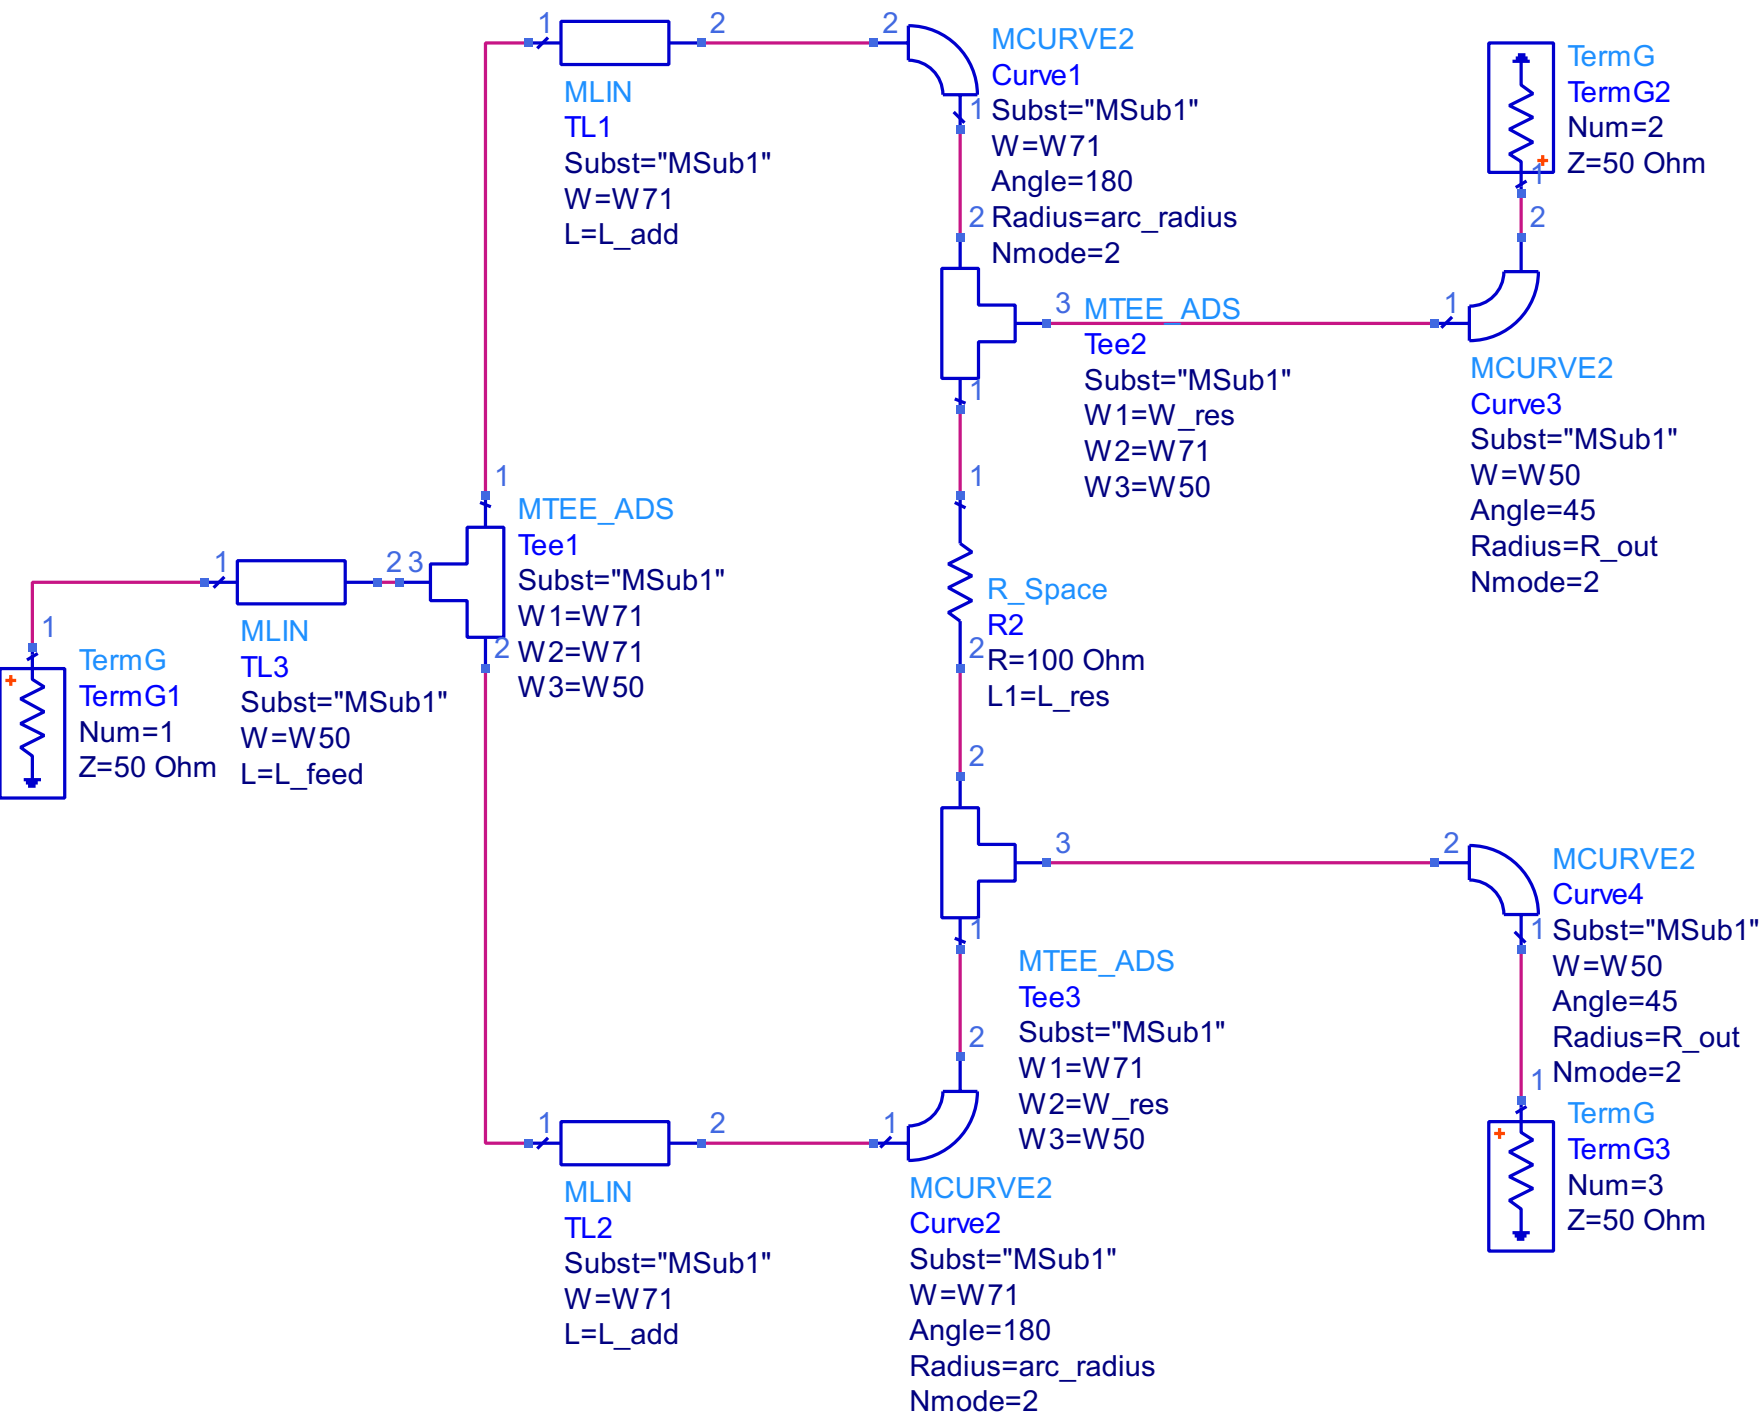 1
2
MLIN
TL1
Subst="MSub1"
W=W71
L=L_add
2
1
MCURVE2
Curve1
Subst="MSub1"
W=W71
Angle=180
Radius=arc_radius
Nmode=2
TermG
TermG2
Num=2
Z=50 Ohm
1
2
1
MCURVE2
Curve3
Subst="MSub1"
W=W50
Angle=45
Radius=R_out
Nmode=2
2
3
1
MTEE_ADS
Tee2
Subst="MSub1"
W1=W_res
W2=W71
W3=W50
1
2
3
MTEE_ADS
Tee1
Subst="MSub1"
W1=W71
W2=W71
W3=W50
1
2
MLIN
TL3
Subst="MSub1"
W=W50
L=L_feed
1
TermG
TermG1
Num=1
Z=50 Ohm
1
2
R_Space
R2
R=100 Ohm
L1=L_res
2
3
1
MTEE_ADS
Tee3
Subst="MSub1"
W1=W71
W2=W_res
W3=W50
2
1
MCURVE2
Curve4
Subst="MSub1"
W=W50
Angle=45
Radius=R_out
Nmode=2
1
TermG
TermG3
Num=3
Z=50 Ohm
1
2
MLIN
TL2
Subst="MSub1"
W=W71
L=L_add
1
2
MCURVE2
Curve2
Subst="MSub1"
W=W71
Angle=180
Radius=arc_radius
Nmode=2